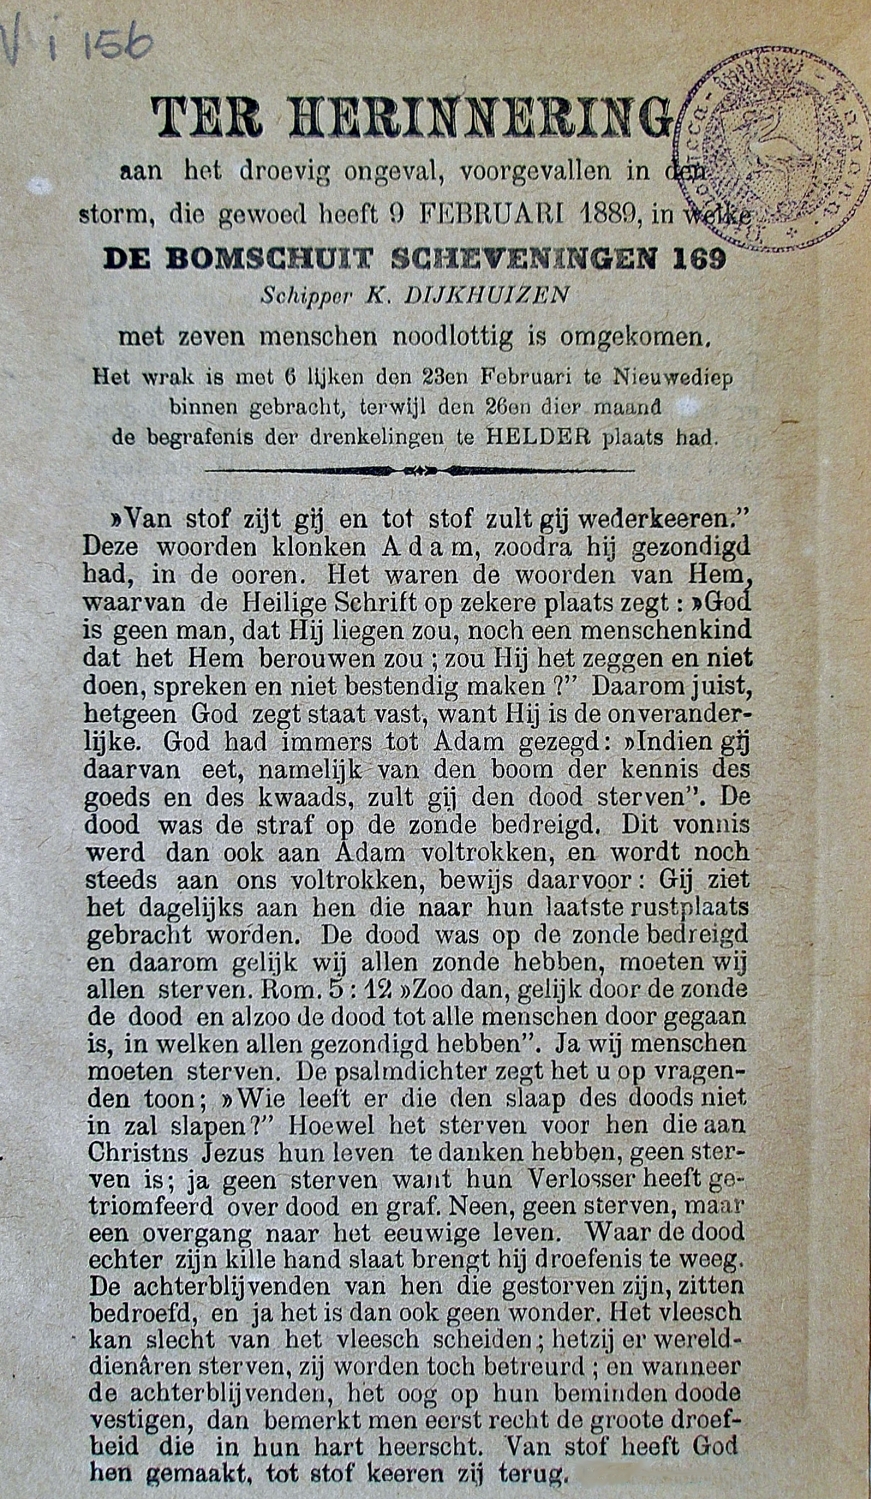 V i 156
TER HERINNERING
aan het droevig ongeval, voorgevallen in den
storm, die gewoed heeft 9 FEBRUARI 1889, in welke
DE BOMSCHUIT SCHEVENINGEN 169
Schipper K. DIJKHUIZEN
met zeven menschen noodlottig is omgekomen.
Het wrak is met 6 lijken den 23en Februari te Nieuwediep
binnen gebracht, terwijl den 26en dier maand
de begrafenis der drenkelingen te HELDER plaats had.
»Van stof zijt gij en tot stof zult gij wederkeeren.”
Deze woorden klonken Adam, zoodra hij gezondigd
had, in de ooren. Het waren de woorden van Hem,
waarvan de Heilige Schrift op zekere plaats zegt : »God
is geen man, dat Hij liegen zou, noch een menschenkind
dat het Hem berouwen zou ; zou Hij het zeggen en niet
doen, spreken en niet bestendig maken ?” Daarom juist,
hetgeen God zegt staat vast, want Hij is de onverander-
lijke. God had immers tot Adam gezegd: »Indien gij
daarvan eet, namelijk van den boom der kennis des
goeds en des kwaads, zult gij den dood sterven”. De
dood was de straf op de zonde bedreigd. Dit vonnis
werd dan ook aan Adam voltrokken, en wordt noch
steeds aan ons voltrokken, bewijs daarvoor : Gij ziet
het dagelijks aan hen die naar hun laatste rustplaats
gebracht worden. De dood was op de zonde bedreigd
en daarom gelijk wij allen zonde hebben, moeten wij
allen sterven. Rom. 5 : 12 »Zoo dan, gelijk door de zonde
de dood en alzoo de dood tot alle menschen door gegaan
is, in welken allen gezondigd hebben”. Ja wij menschen
moeten sterven. De psalmdichter zegt het u op vragen-
den toon; »Wie leeft er die den slaap des doods niet
in zal slapen?” Hoewel het sterven voor hen die aan
Christns Jezus hun leven te danken hebben, geen ster-
ven is; ja geen sterven want hun Verlosser heeft ge-
triomfeerd over dood en graf. Neen, geen sterven, maar
een overgang naar het eeuwige leven. Waar de dood
echter zijn kille hand slaat brengt hij droefenis te weeg.
De achterblijvenden van hen die gestorven zijn, zitten
bedroefd, en ja het is dan ook geen wonder. Het vleesch
kan slecht van het vleesch scheiden ; hetzij er wereld-
dienâren sterven, zij worden toch betreurd ; en wanneer
de achterblijvenden, het oog op hun beminden doode
vestigen, dan bemerkt men eerst recht de groote droef-
heid die in hun hart heerscht. Van stof heeft God
hen gemaakt, tot stof keeren zij terug.